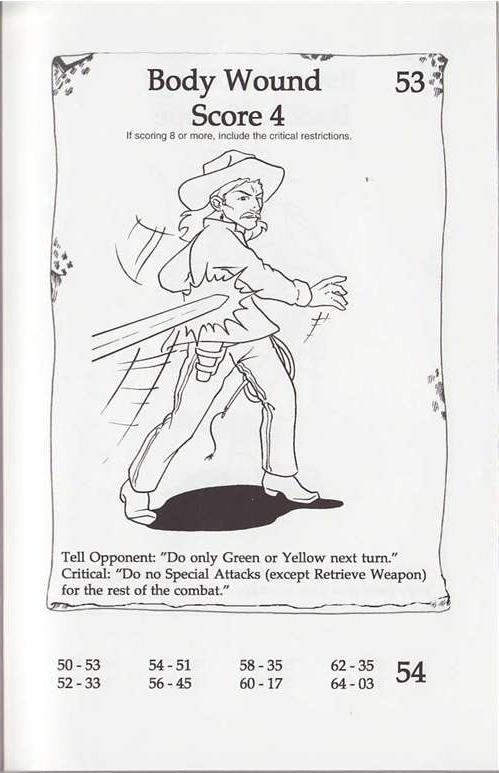 Body Wound 53
Score 4
If scoring 8 or more, include the critical restrictions.
Tell Opponent: "Do only Green or Yellow next turn."
Critical: "Do no Special Attacks (except Retrieve Weapon)
for the rest of the combat."
50 - 53 54 - 51 58 - 35 62 - 35 54
52 - 33 56 - 45 60 - 17 64 - 03